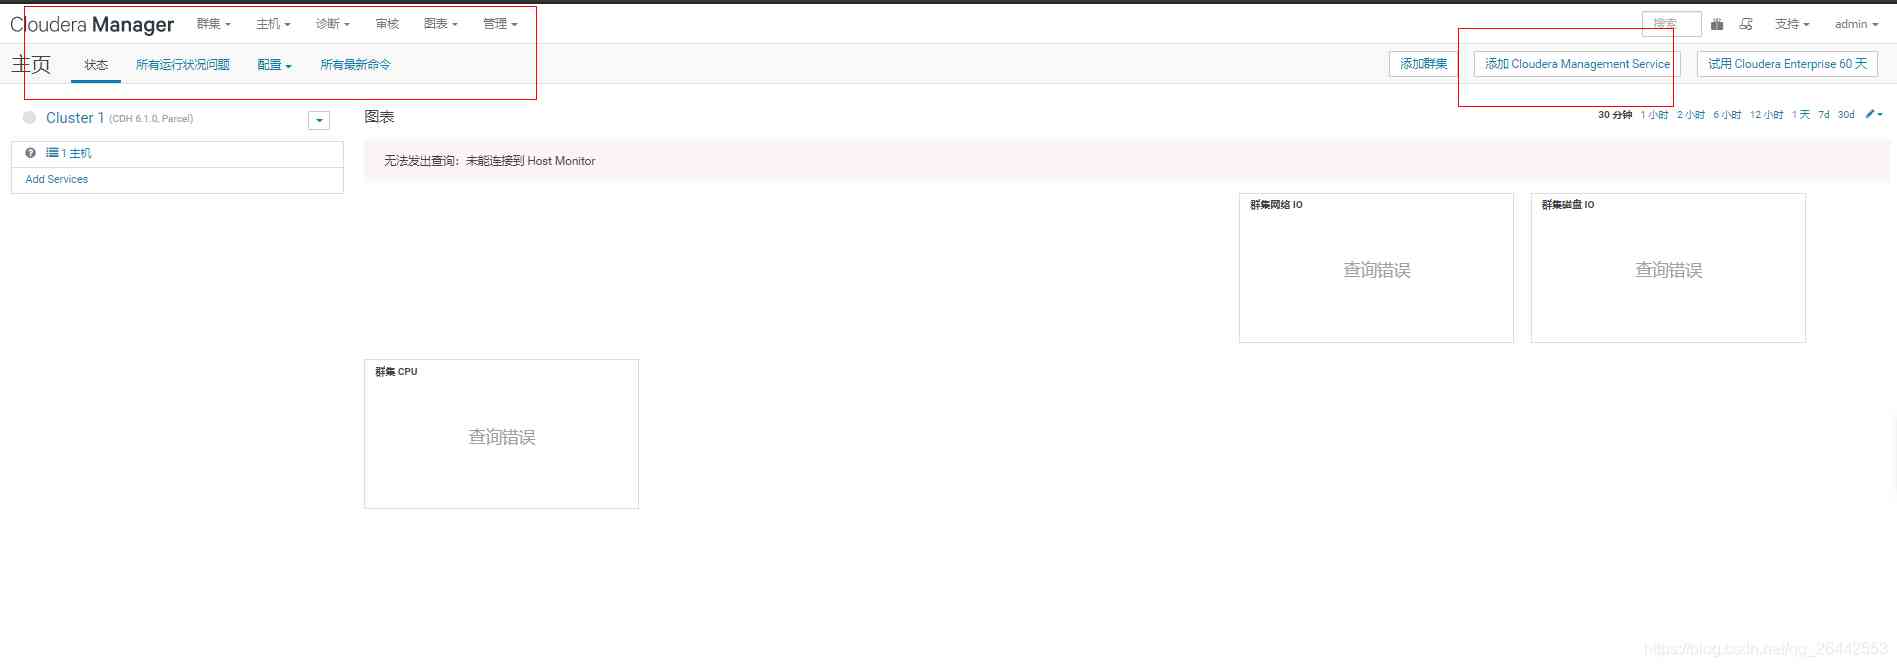 Cloudera Manager 群集 主机 诊断 审核 图表 管理 搜索 支持 admin
主页 状态 所有运行状况问题 配置 所有最新命令 添加群集 添加 Cloudera Management Service 试用 Cloudera Enterprise 60 天
Cluster 1 (CDH 6.1.0, Parcel)
1 主机
Add Services
图表
30 分钟 1 小时 2 小时 6 小时 12 小时 1 天 7d 30d
无法发出查询：未能连接到 Host Monitor
群集网络 IO
查询错误
群集磁盘 IO
查询错误
群集 CPU
查询错误
https://blog.csdn.net/qq_26442553